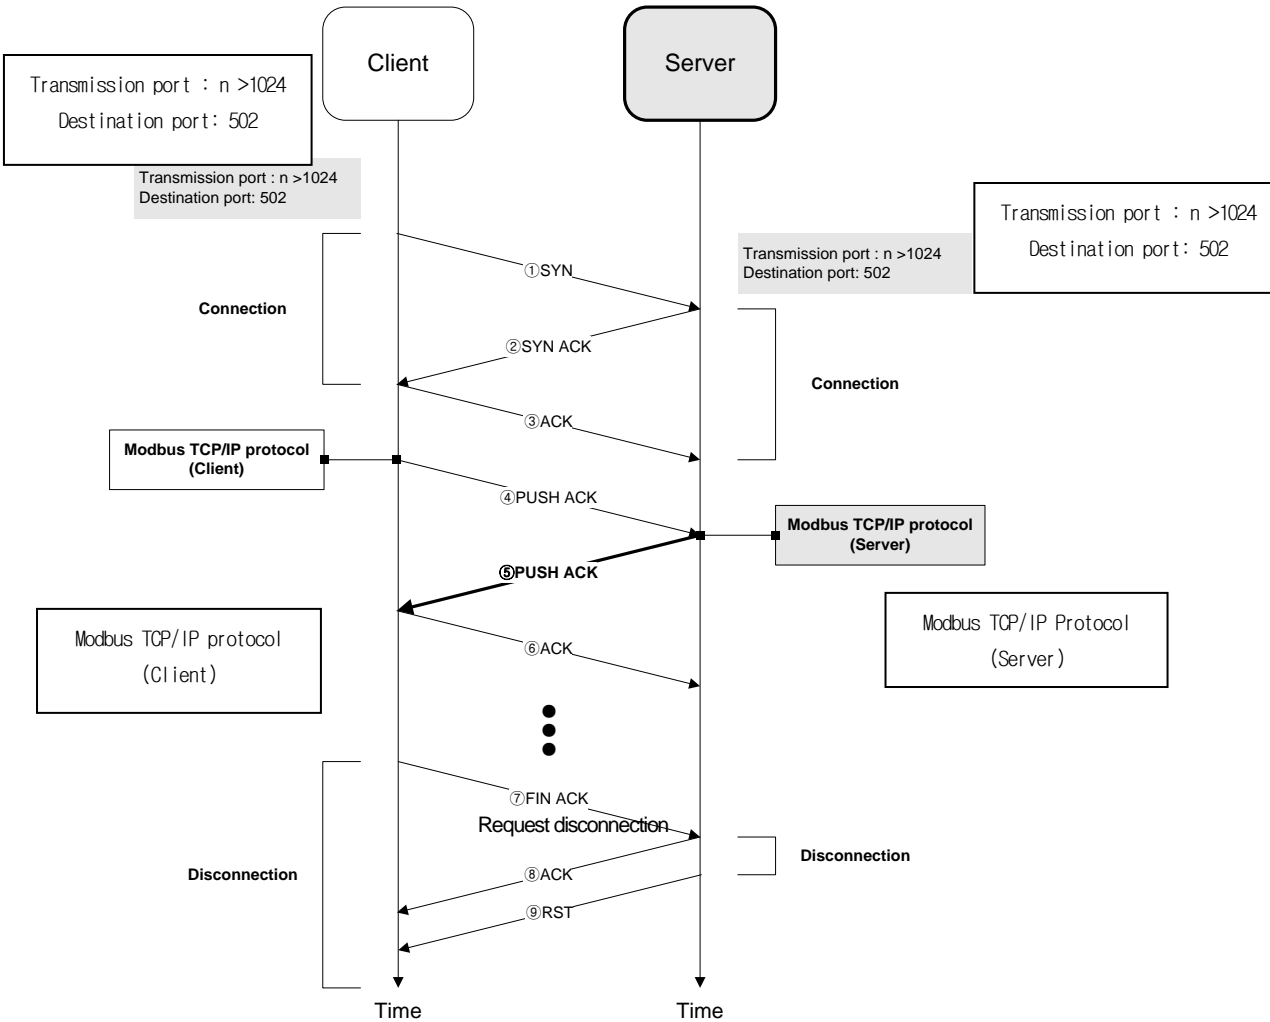 Client
Server
Transmission port : n >1024
Destination port: 502
Transmission port : n >1024
Destination port: 502
Transmission port : n >1024
Destination port: 502
Transmission port : n >1024
Destination port: 502
①SYN
Connection
②SYN ACK
Connection
③ACK
Modbus TCP/IP protocol
(Client)
④PUSH ACK
Modbus TCP/IP protocol
(Server)
⑤PUSH ACK
Modbus TCP/IP protocol
(Client)
Modbus TCP/IP Protocol
(Server)
⑥ACK
⑦FIN ACK
Request disconnection
Disconnection
Disconnection
⑧ACK
⑨RST
Time
Time